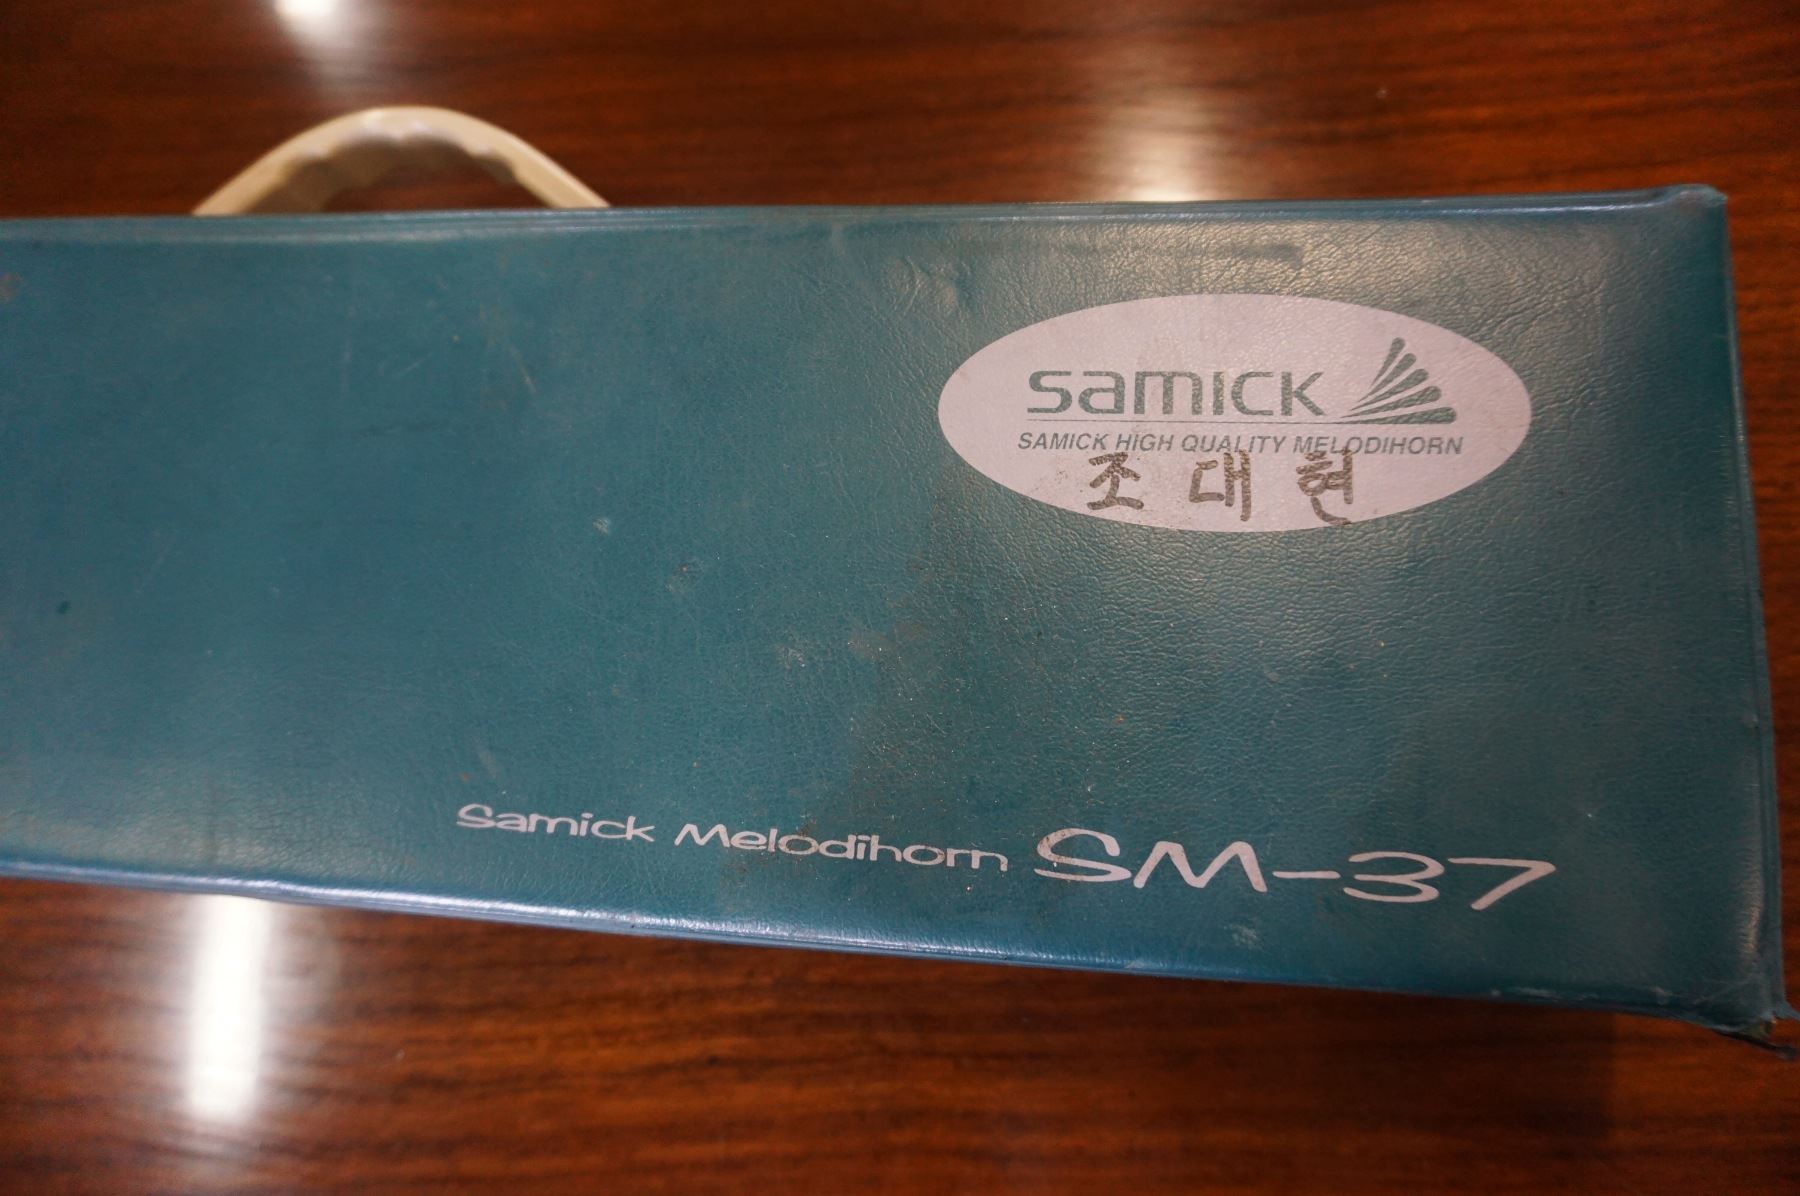 SAMICK
SAMICK HIGH QUALITY MELODIHORN
조 대 현
Samick Melodihorn SM-37